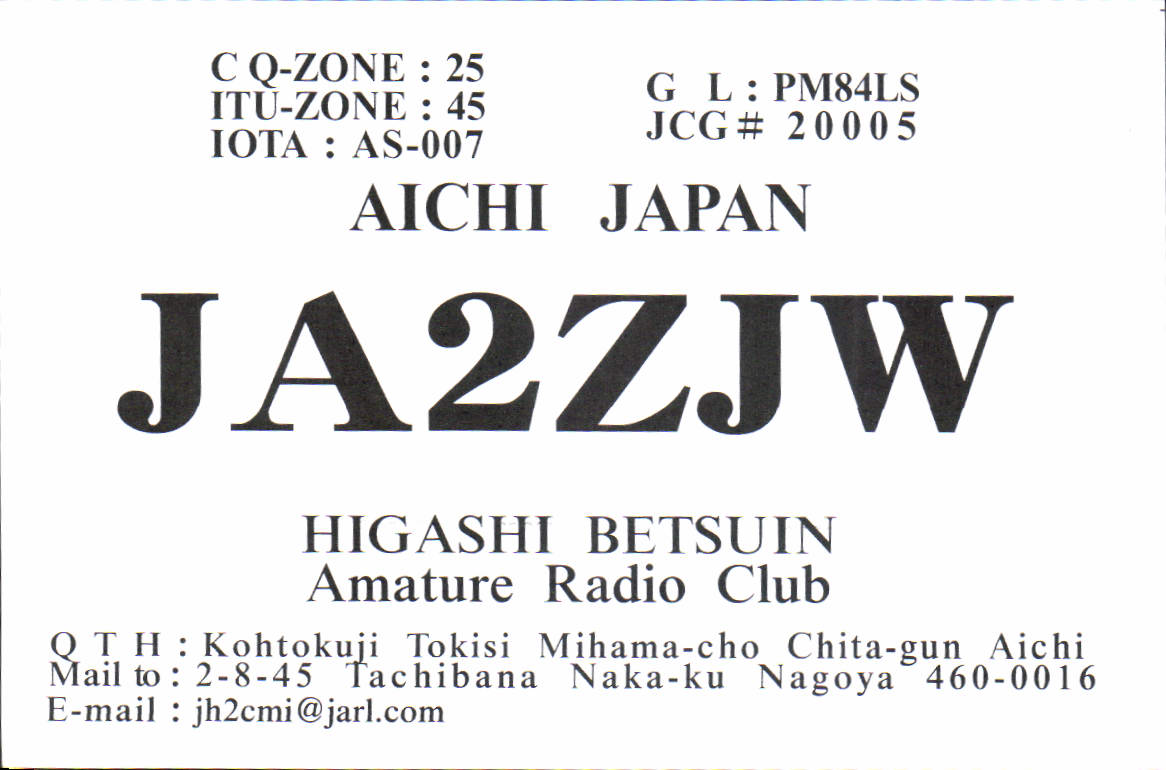 C Q-ZONE : 25
ITU-ZONE : 45
IOTA : AS-007
G L : PM84LS
JCG# 20005
AICHI JAPAN
JA2ZJW
HIGASHI BETSUIN
Amature Radio Club
Q T H : Kohtokuji Tokisi Mihama-cho Chita-gun Aichi
Mail to : 2-8-45 Tachibana Naka-ku Nagoya 460-0016
E-mail : jh2cmi@jarl.com